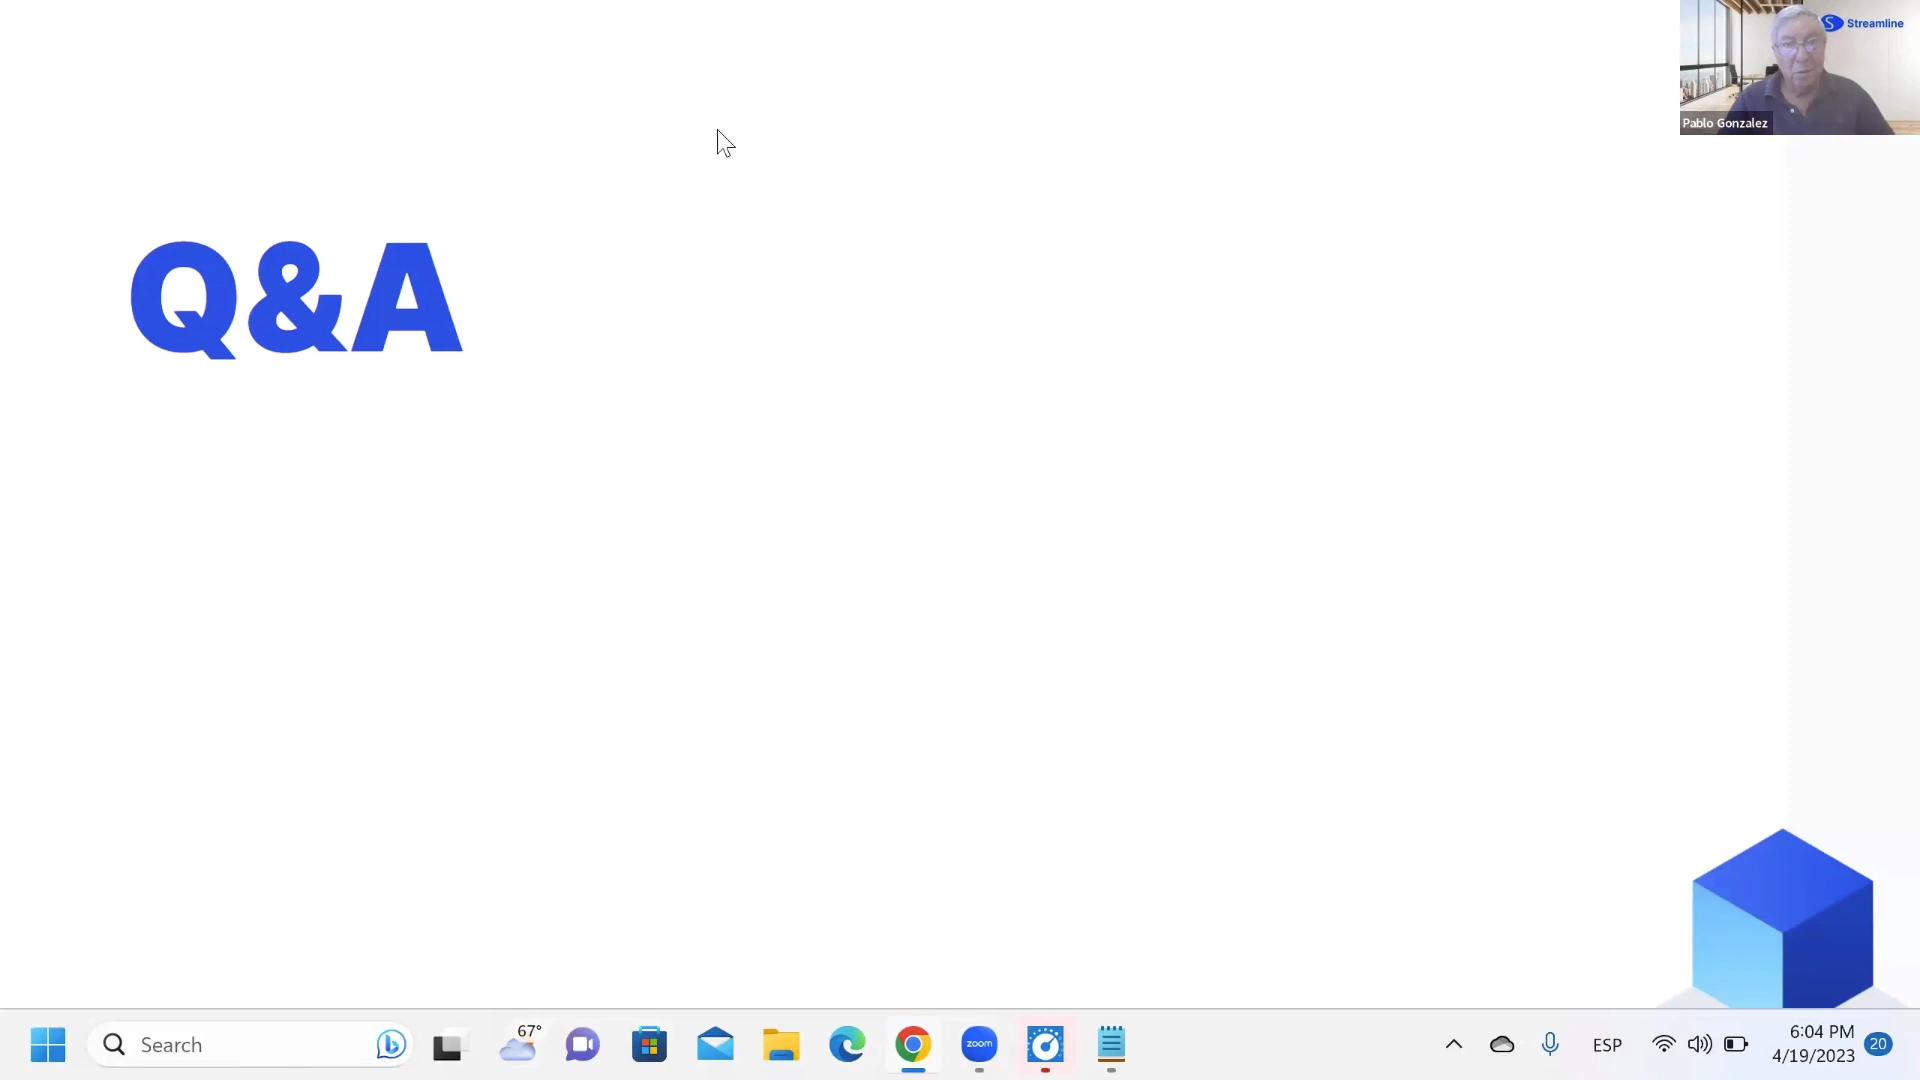 Streamline
Pablo Gonzalez
Q&A
Search
67°
zoom
ESP
6:04 PM
4/19/2023
20